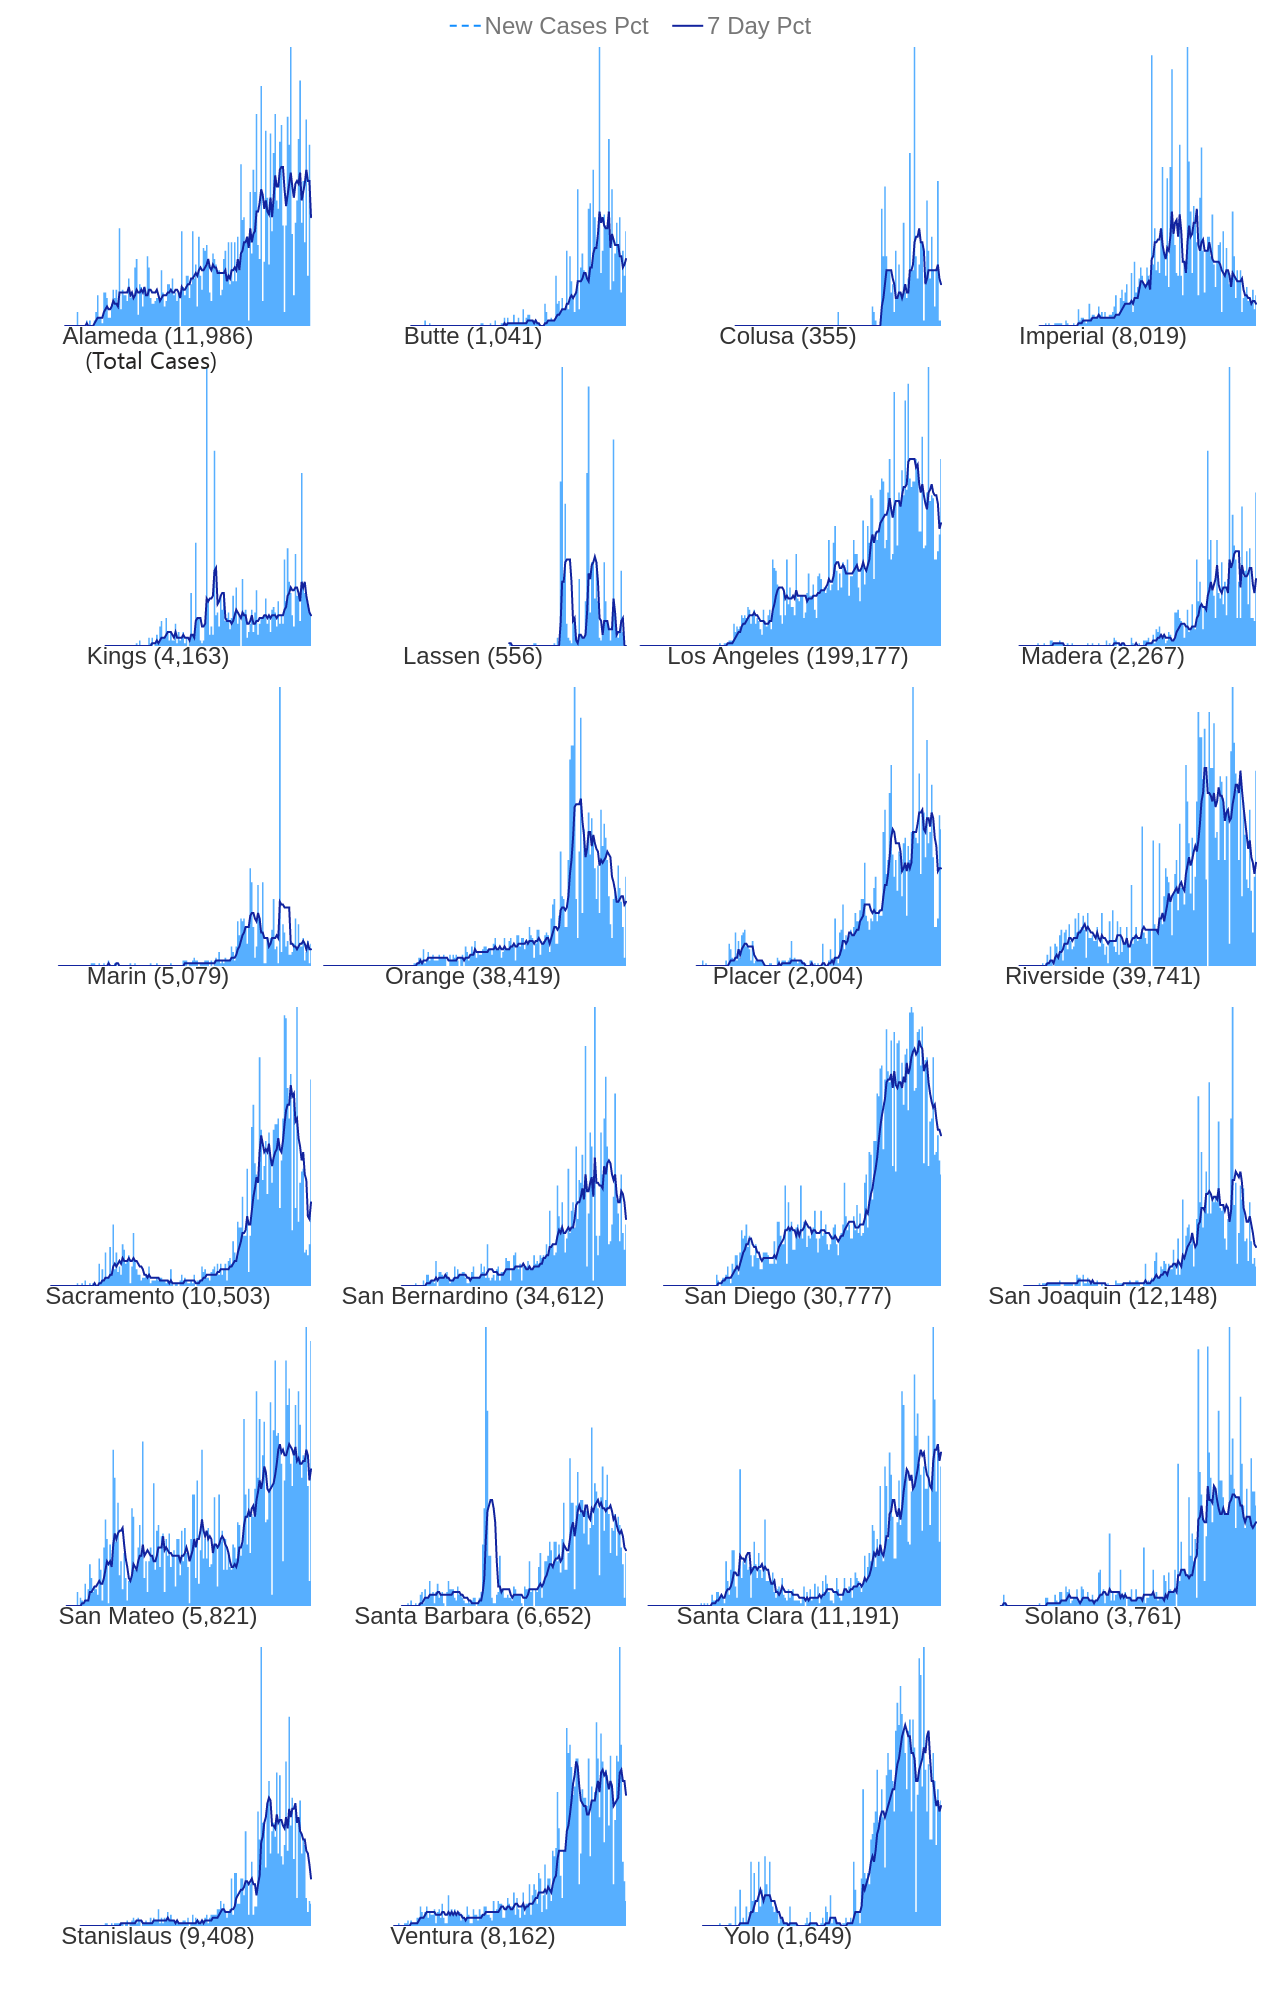 New Cases Pct 7 Day Pct
Alameda (11,986) Butte (1,041) Colusa (355) Imperial (8,019)
(Total Cases)
Kings (4,163) Lassen (556) Los Angeles (199,177) Madera (2,267)
Marin (5,079) Orange (38,419) Placer (2,004) Riverside (39,741)
Sacramento (10,503) San Bernardino (34,612) San Diego (30,777) San Joaquin (12,148)
San Mateo (5,821) Santa Barbara (6,652) Santa Clara (11,191) Solano (3,761)
Stanislaus (9,408) Ventura (8,162) Yolo (1,649)